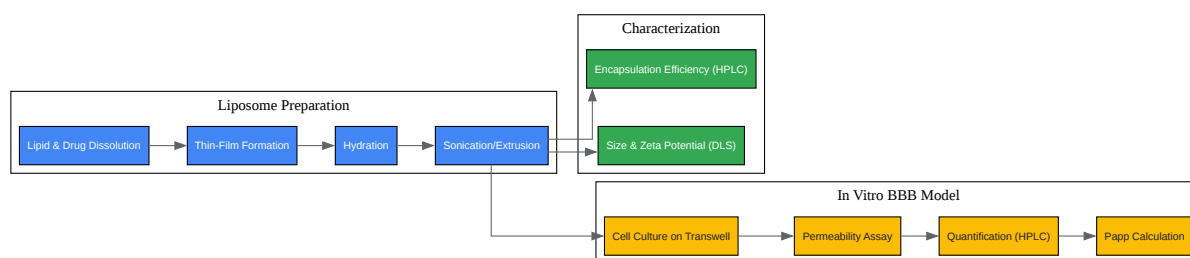 Characterization
Encapsulation Efficiency (HPLC)
Size & Zeta Potential (DLS)
Liposome Preparation
Lipid & Drug Dissolution
Thin-Film Formation
Hydration
Sonication/Extrusion
In Vitro BBB Model
Cell Culture on Transwell
Permeability Assay
Quantification (HPLC)
Papp Calculation